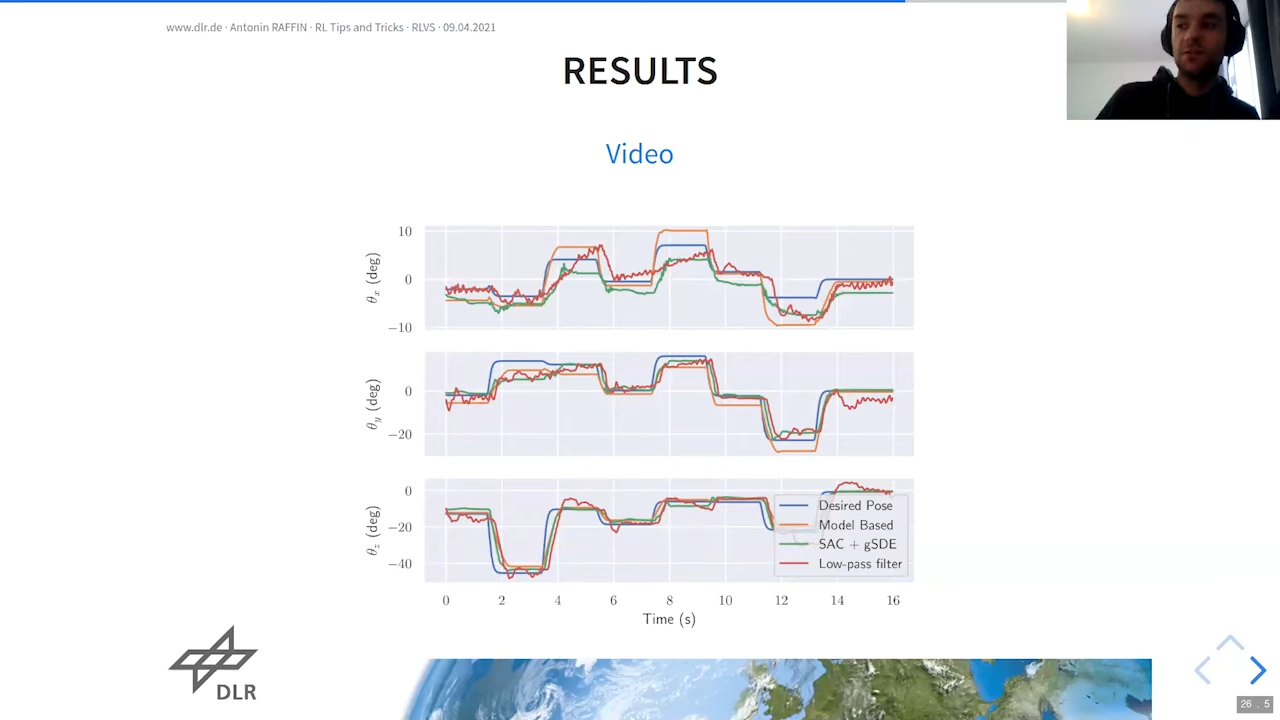 www.dlr.de · Antonin RAFFIN · RL Tips and Tricks · RLVS · 09.04.2021
RESULTS
Video
10
0
−10
θx (deg)
0
−20
θy (deg)
0
−20
−40
θz (deg)
Desired Pose
Model Based
SAC + gSDE
Low-pass filter
0 2 4 6 8 10 12 14 16
Time (s)
DLR
26 . 5